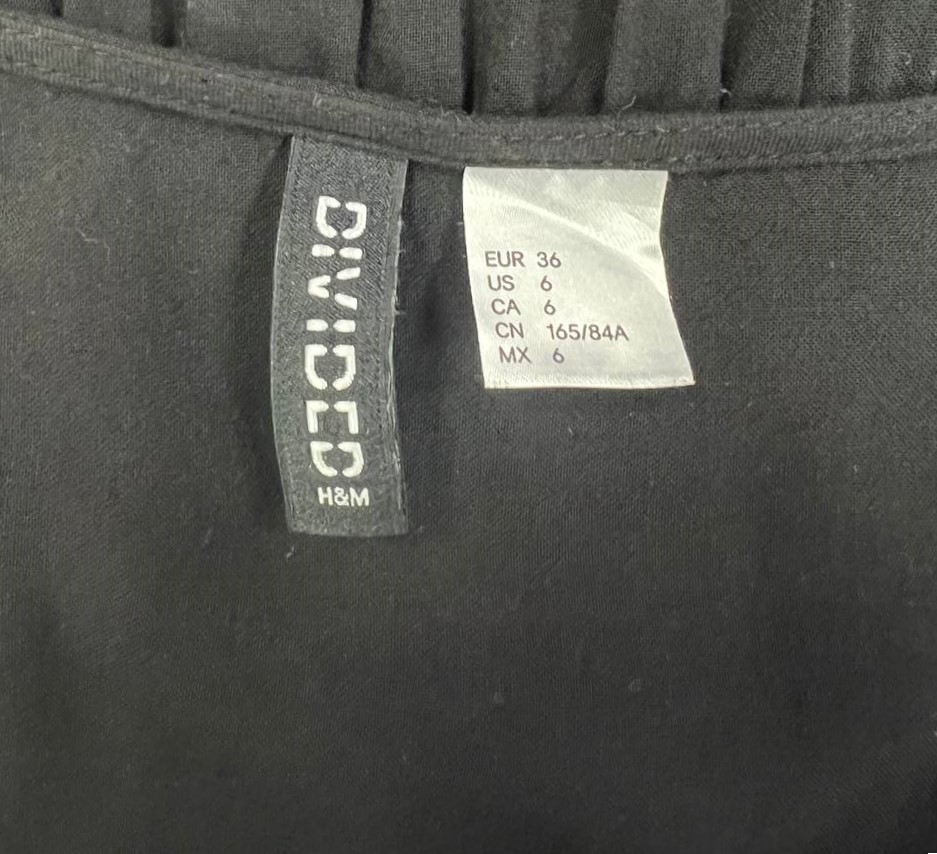 DIVIDED
H&M
EUR 36
US 6
CA 6
CN 165/84A
MX 6